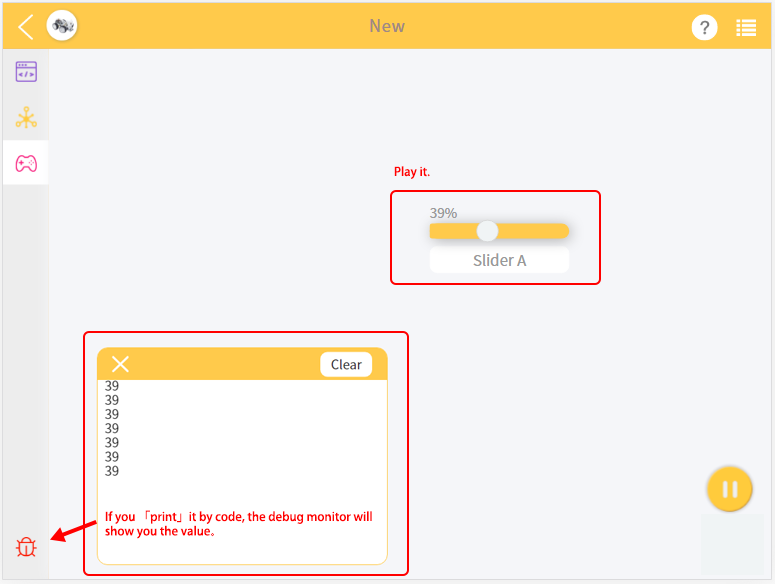 New
?
Play it.
39%
Slider A
Clear
39
39
39
39
39
39
39
If you 「print」it by code, the debug monitor will
show you the value。